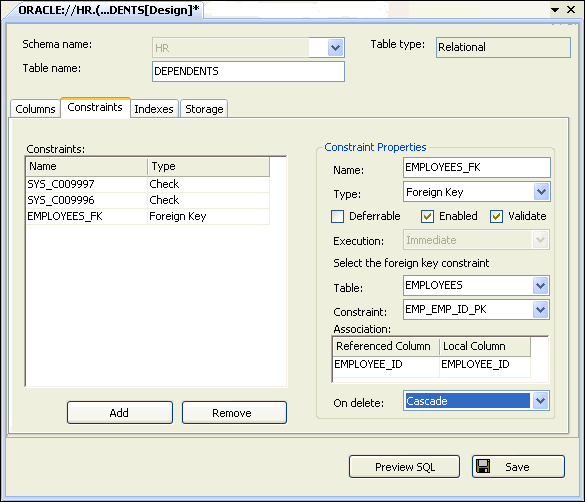 ORACLE://HR.(...DENTS[Design]*
Schema name: HR Table type: Relational
Table name: DEPENDENTS
Columns Constraints Indexes Storage
Constraints:
Name Type
SYS_C009997 Check
SYS_C009996 Check
EMPLOYEES_FK Foreign Key
Add Remove
Constraint Properties
Name: EMPLOYEES_FK
Type: Foreign Key
Deferrable Enabled Validate
Execution: Immediate
Select the foreign key constraint
Table: EMPLOYEES
Constraint: EMP_EMP_ID_PK
Association:
Referenced Column Local Column
EMPLOYEE_ID EMPLOYEE_ID
On delete: Cascade
Preview SQL Save